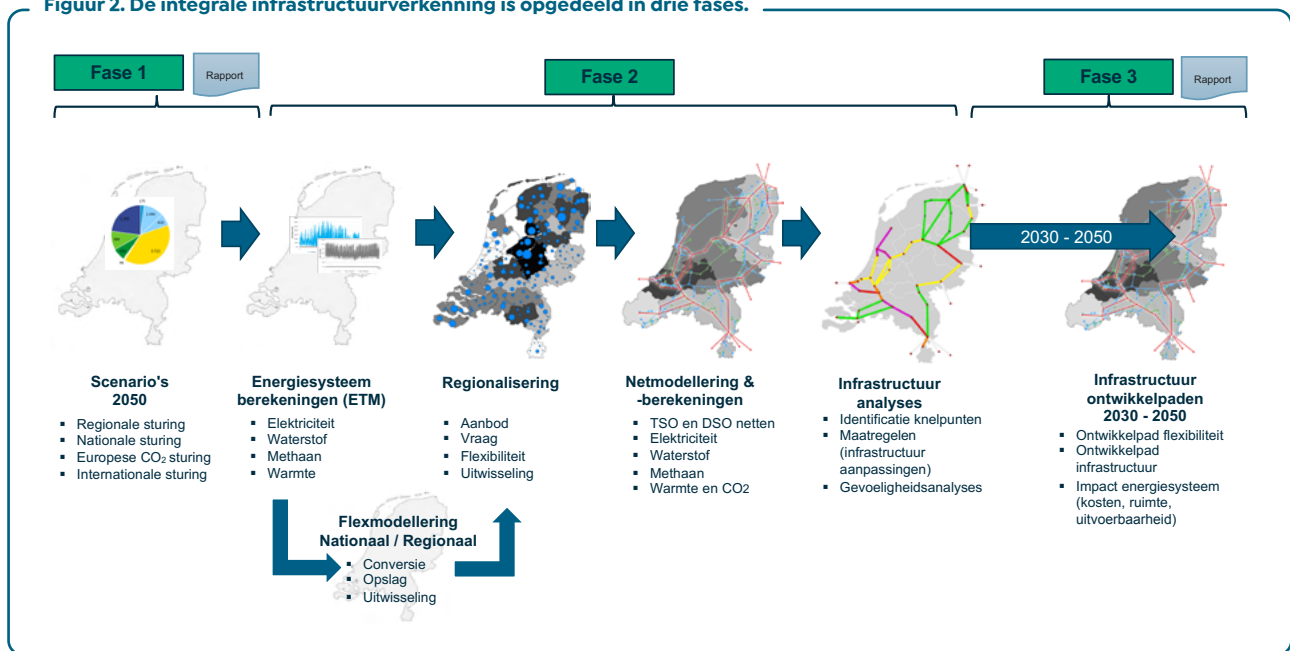 Figuur 2. De integrale infrastructuurverkenning is opgedeeld in drie fases.
Fase 1
Rapport
Fase 2
Fase 3
Rapport
2030 - 2050
Scenario's
2050
▪ Regionale sturing
▪ Nationale sturing
▪ Europese CO₂ sturing
▪ Internationale sturing
Energiesysteem
berekeningen (ETM)
▪ Elektriciteit
▪ Waterstof
▪ Methaan
▪ Warmte
Flexmodellering
Nationaal / Regionaal
▪ Conversie
▪ Opslag
▪ Uitwisseling
Regionalisering
▪ Aanbod
▪ Vraag
▪ Flexibiliteit
▪ Uitwisseling
Netmodellering &
-berekeningen
▪ TSO en DSO netten
▪ Elektriciteit
▪ Waterstof
▪ Methaan
▪ Warmte en CO2
Infrastructuur
analyses
▪ Identificatie knelpunten
▪ Maatregelen
(infrastructuur
aanpassingen)
▪ Gevoeligheidsanalyses
Infrastructuur
ontwikkelpaden
2030 - 2050
▪ Ontwikkelpad flexibiliteit
▪ Ontwikkelpad
infrastructuur
▪ Impact energiesysteem
(kosten, ruimte,
uitvoerbaarheid)